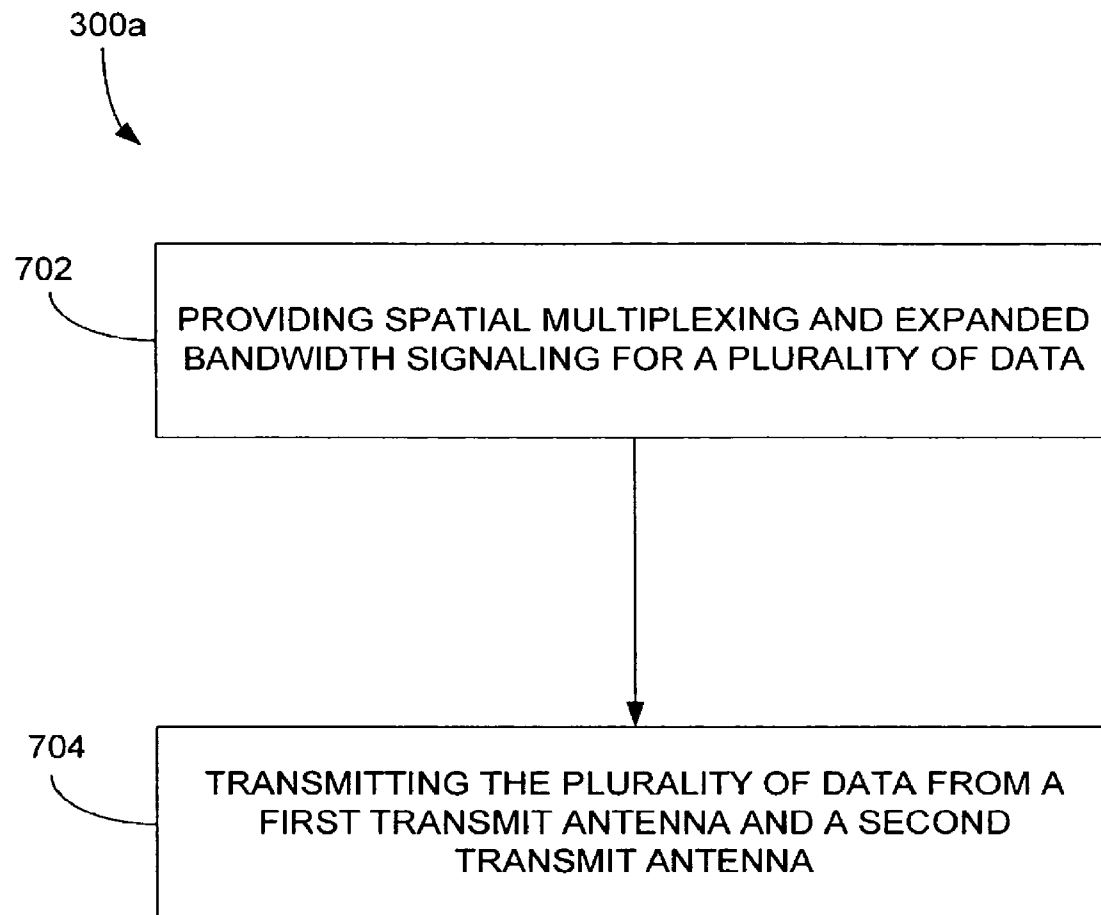 300a
702
PROVIDING SPATIAL MULTIPLEXING AND EXPANDED
BANDWIDTH SIGNALING FOR A PLURALITY OF DATA
704
TRANSMITTING THE PLURALITY OF DATA FROM A
FIRST TRANSMIT ANTENNA AND A SECOND
TRANSMIT ANTENNA